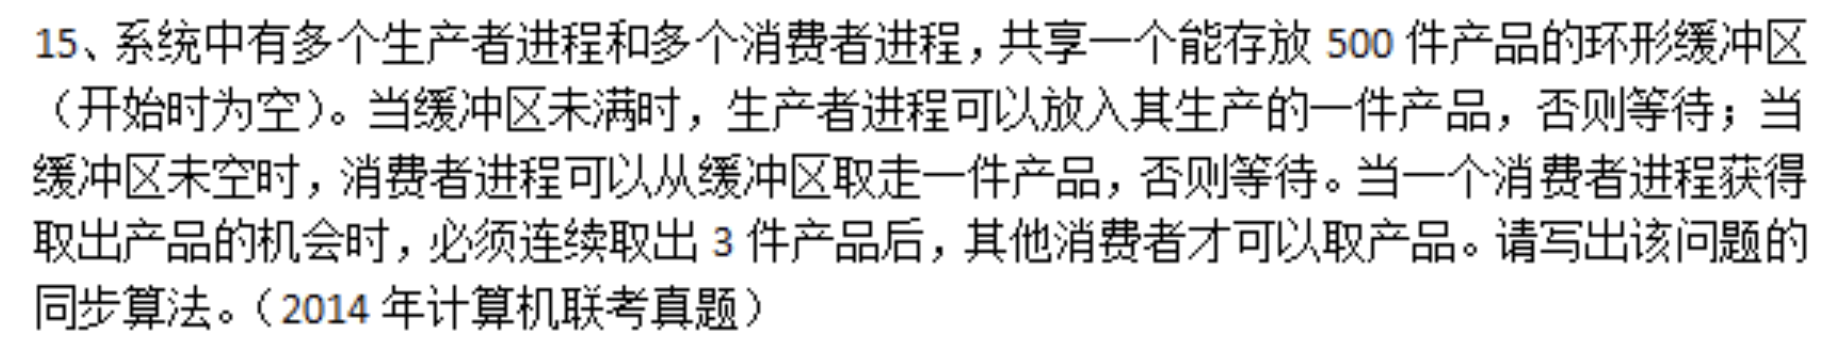 15、系统中有多个生产者进程和多个消费者进程，共享一个能存放 500 件产品的环形缓冲区
（开始时为空）。当缓冲区未满时，生产者进程可以放入其生产的一件产品，否则等待；当
缓冲区未空时，消费者进程可以从缓冲区取走一件产品，否则等待。当一个消费者进程获得
取出产品的机会时，必须连续取出 3 件产品后，其他消费者才可以取产品。请写出该问题的
同步算法。（2014 年计算机联考真题）